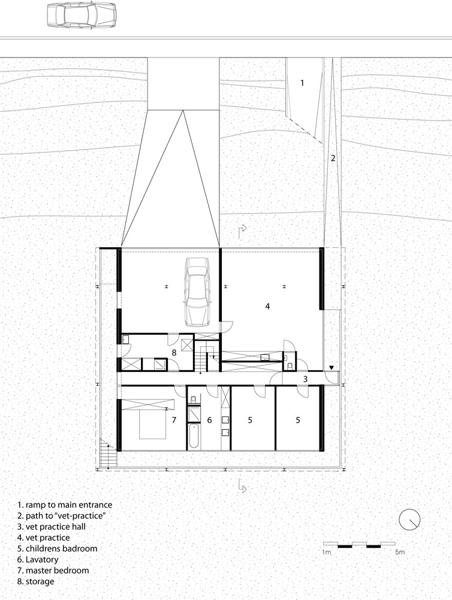 1
2
4
8
3
7
6
5
5
1. ramp to main entrance
2. path to "vet-practice"
3. vet practice hall
4. vet practice
5. childrens badroom
6. Lavatory
7. master bedroom
8. storage
1m
5m